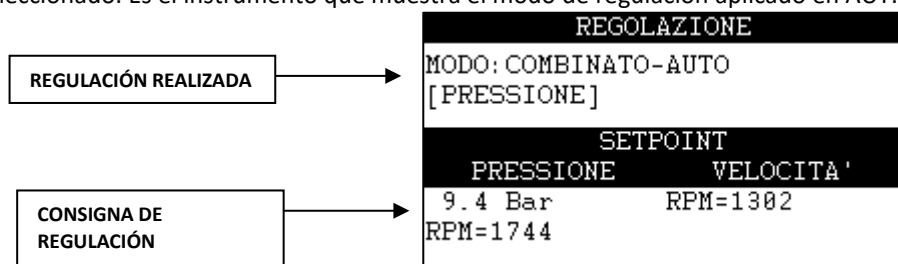 seleccionado. Es el instrumento que muestra el modo de regulación aplicado en AUT.
REGOLAZIONE
REGULACIÓN REALIZADA
MODO:COMBINATO-AUTO
[PRESSIONE]
SETPOINT
PRESSIONE VELOCITA'
9.4 Bar RPM=1302
RPM=1744
CONSIGNA DE
REGULACIÓN